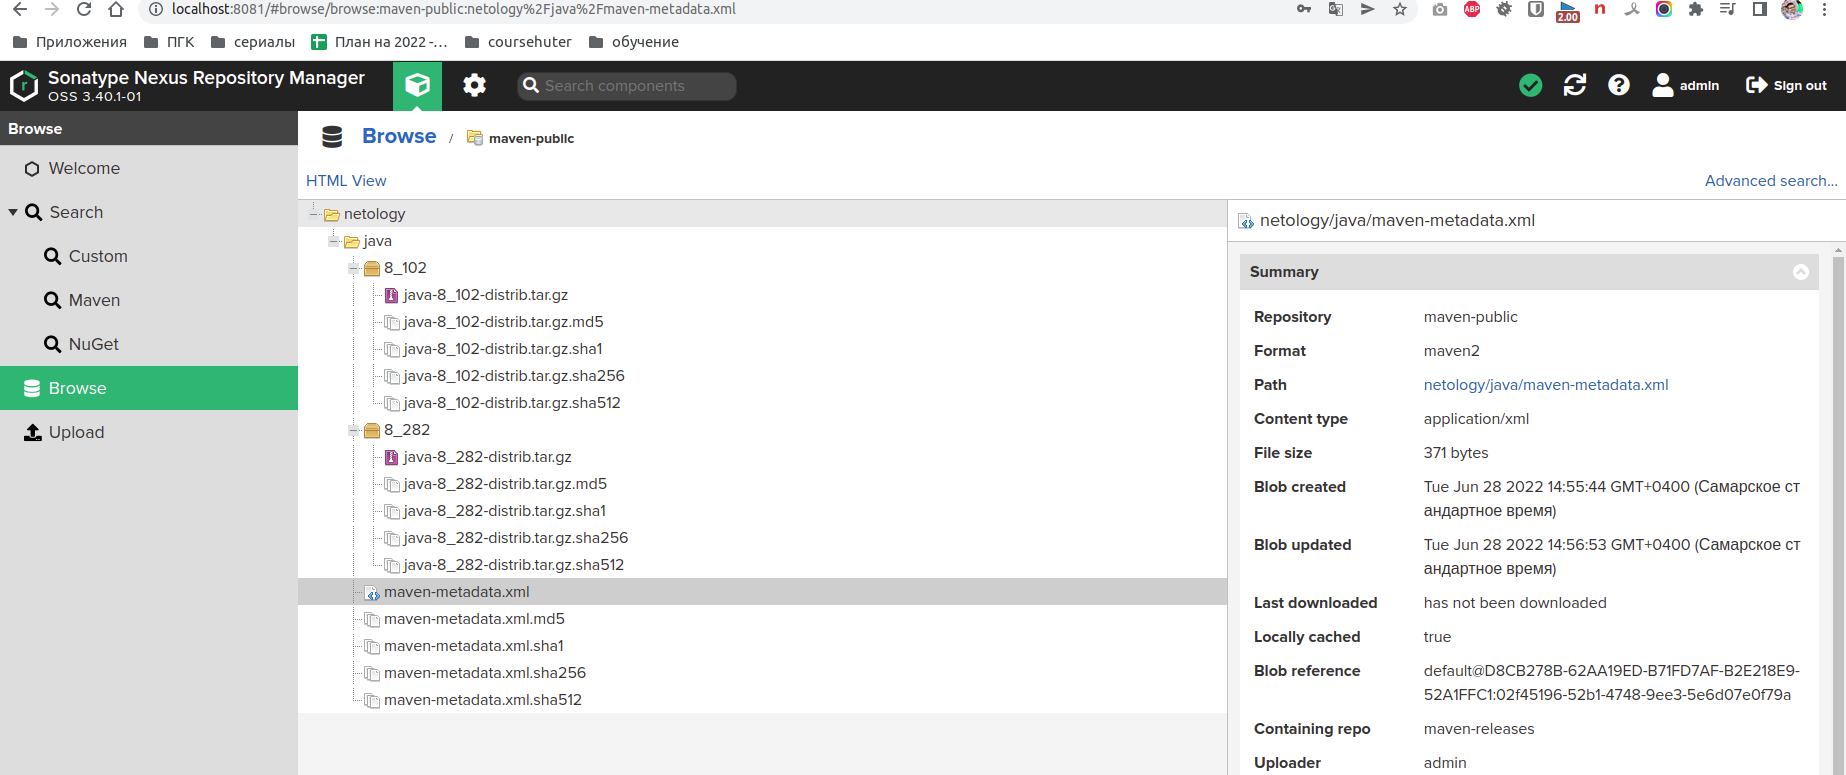 localhost:8081/#browse/browse:maven-public:netology%2Fjava%2Fmaven-metadata.xml
ABP
2.00
n
Приложения
ПГК
сериалы
План на 2022 -...
coursehuter
обучение
Sonatype Nexus Repository Manager
OSS 3.40.1-01
Search components
admin
Sign out
Browse
Welcome
Search
Custom
Maven
NuGet
Browse
Upload
Browse / maven-public
HTML View
Advanced search...
netology
java
8_102
java-8_102-distrib.tar.gz
java-8_102-distrib.tar.gz.md5
java-8_102-distrib.tar.gz.sha1
java-8_102-distrib.tar.gz.sha256
java-8_102-distrib.tar.gz.sha512
8_282
java-8_282-distrib.tar.gz
java-8_282-distrib.tar.gz.md5
java-8_282-distrib.tar.gz.sha1
java-8_282-distrib.tar.gz.sha256
java-8_282-distrib.tar.gz.sha512
maven-metadata.xml
maven-metadata.xml.md5
maven-metadata.xml.sha1
maven-metadata.xml.sha256
maven-metadata.xml.sha512
netology/java/maven-metadata.xml
Summary
Repository maven-public
Format maven2
Path netology/java/maven-metadata.xml
Content type application/xml
File size 371 bytes
Blob created Tue Jun 28 2022 14:55:44 GMT+0400 (Самарское ст
андартное время)
Blob updated Tue Jun 28 2022 14:56:53 GMT+0400 (Самарское ст
андартное время)
Last downloaded has not been downloaded
Locally cached true
Blob reference default@D8CB278B-62AA19ED-B71FD7AF-B2E218E9-
52A1FFC1:02f45196-52b1-4748-9ee3-5e6d07e0f79a
Containing repo maven-releases
Uploader admin